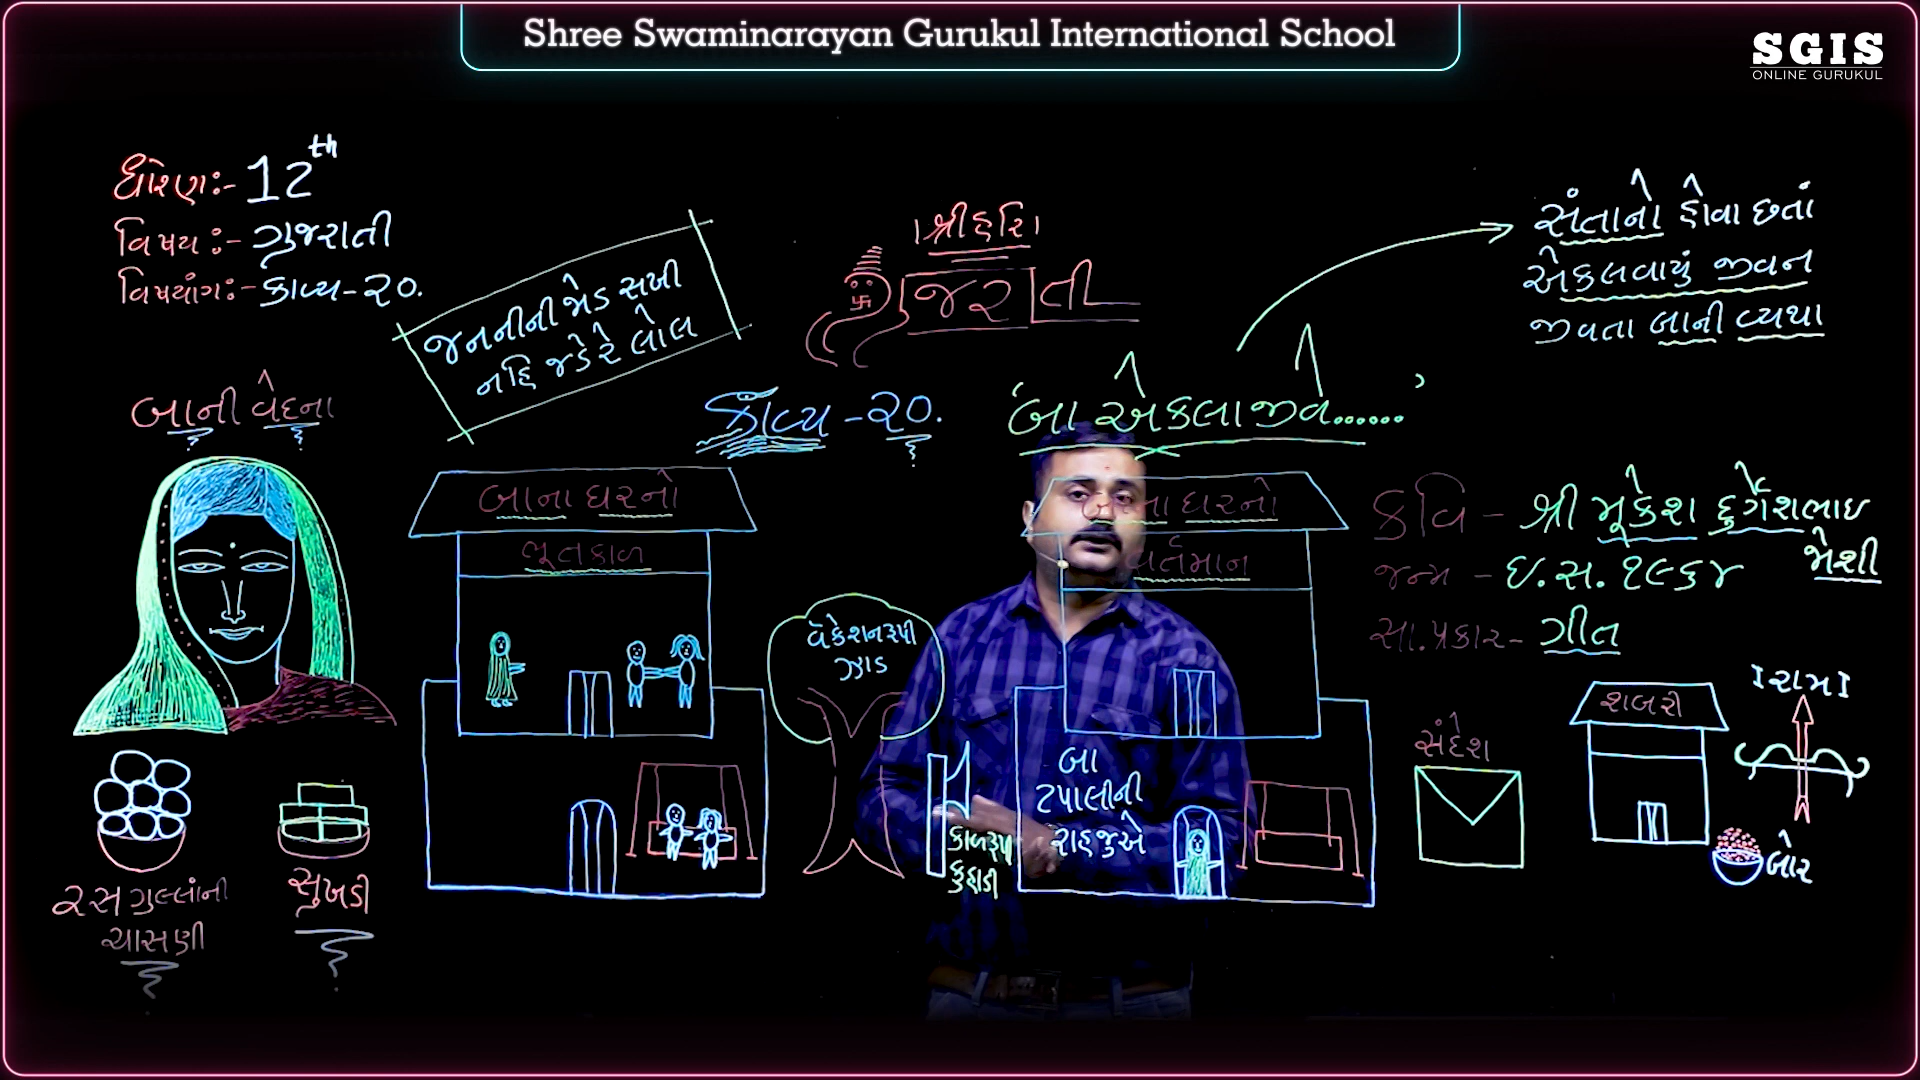 Shree Swaminarayan Gurukul International School
SGIS
ONLINE GURUKUL
ધોરણ:- 12th
વિષય:- ગુજરાતી
વિષયાંગ:- કાવ્ય-૨૦.
જનનીની જોડ સખી
નહિ જડે રે લોલ
।શ્રીહરિ।
કાવ્ય-૨૦.
'બા એકલા જીવે......'
સંતાનો હોવા છતાં
એકલવાયું જીવન
જીવતા બાની વ્યથા
બાની વેદના
રસગુલ્લાંની
ચાસણી
સુખડી
બાના ઘરનો
ભૂતકાળ
વેકેશનરૂપી
ઝાડ
કાળરૂપી
કુહાડી
ઘરનો
વર્તમાન
બા
ટપાલીની
રાહ જુએ
કવિ - શ્રી મૂકેશ દુર્ગેશભાઇ
જોશી
જન્મ - ઇ.સ. ૧૯૬૪
સા.પ્રકાર- ગીત
સંદેશ
શબરી
।રામ।
બોર